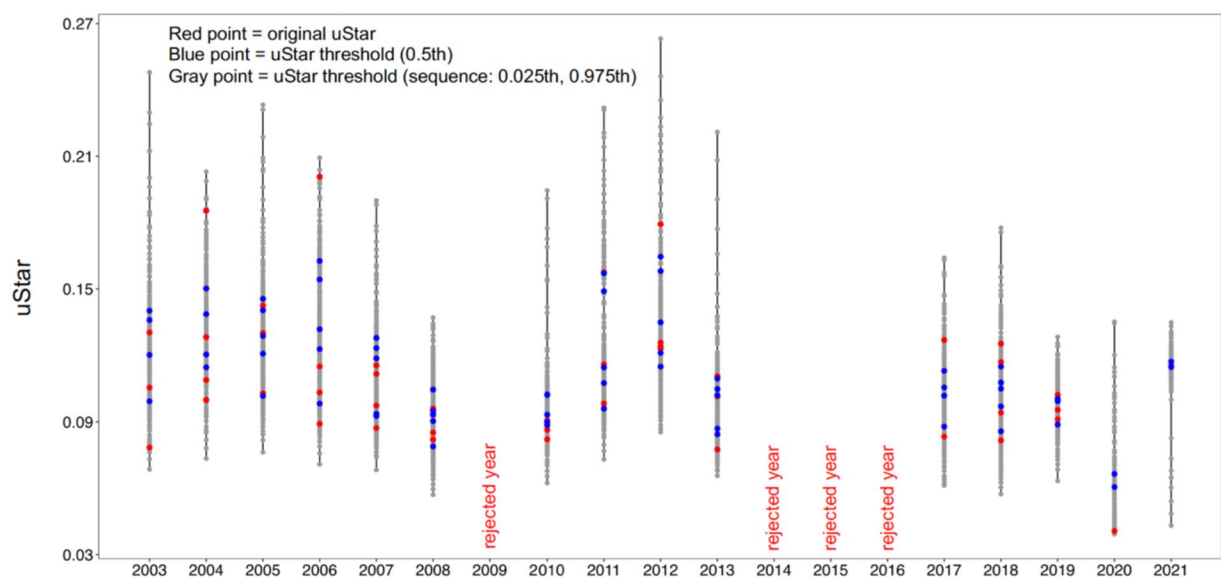 0.27
Red point = original uStar
Blue point = uStar threshold (0.5th)
Gray point = uStar threshold (sequence: 0.025th, 0.975th)
0.21
uStar
0.15
0.09
0.03
rejected year
rejected year
rejected year
rejected year
2003 2004 2005 2006 2007 2008 2009 2010 2011 2012 2013 2014 2015 2016 2017 2018 2019 2020 2021